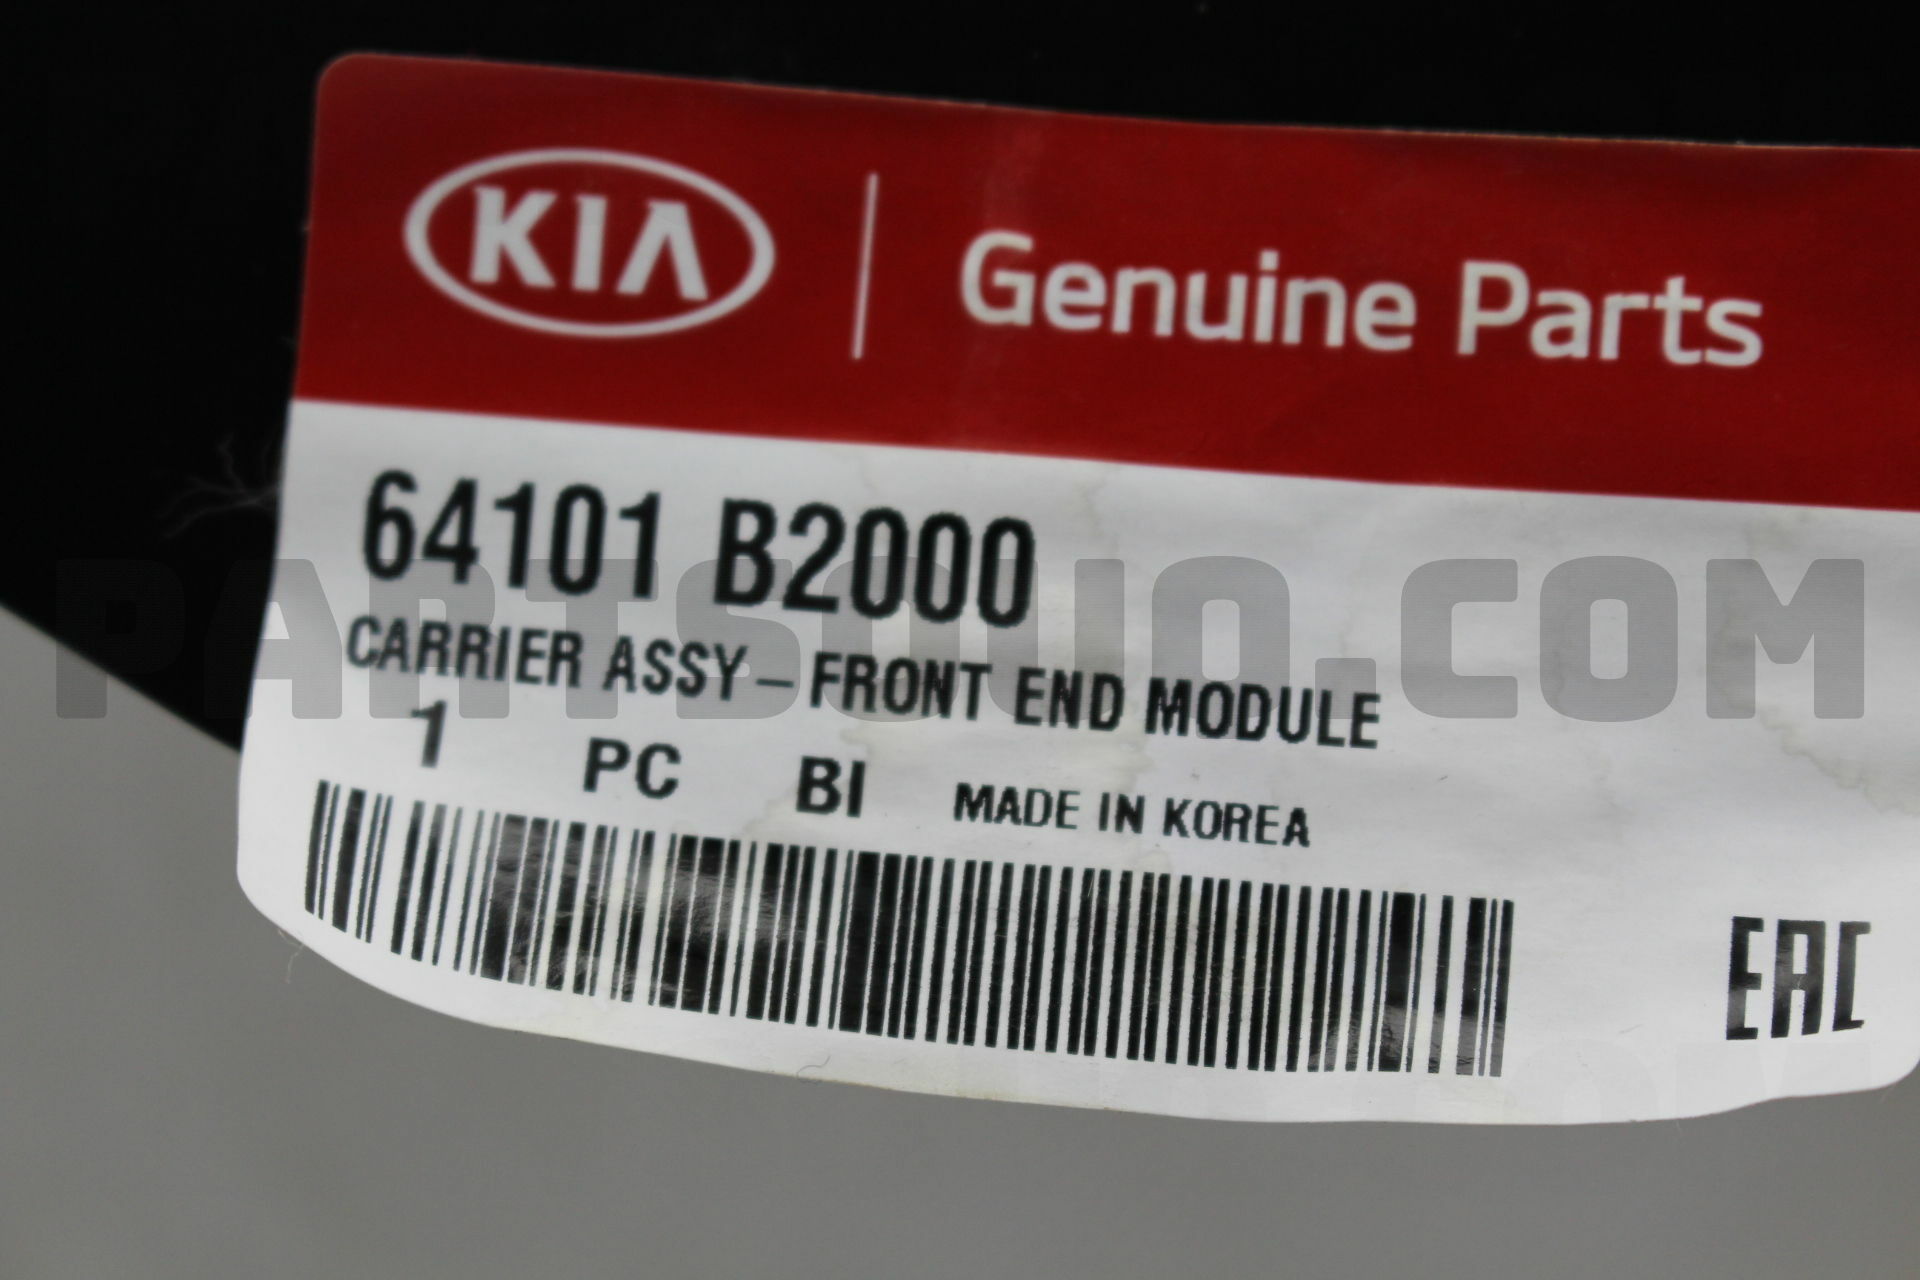 KIA Genuine Parts
64101 B2000
PARTSOUQ.COM
CARRIER ASSY-FRONT END MODULE
1 PC BI MADE IN KOREA
EAC